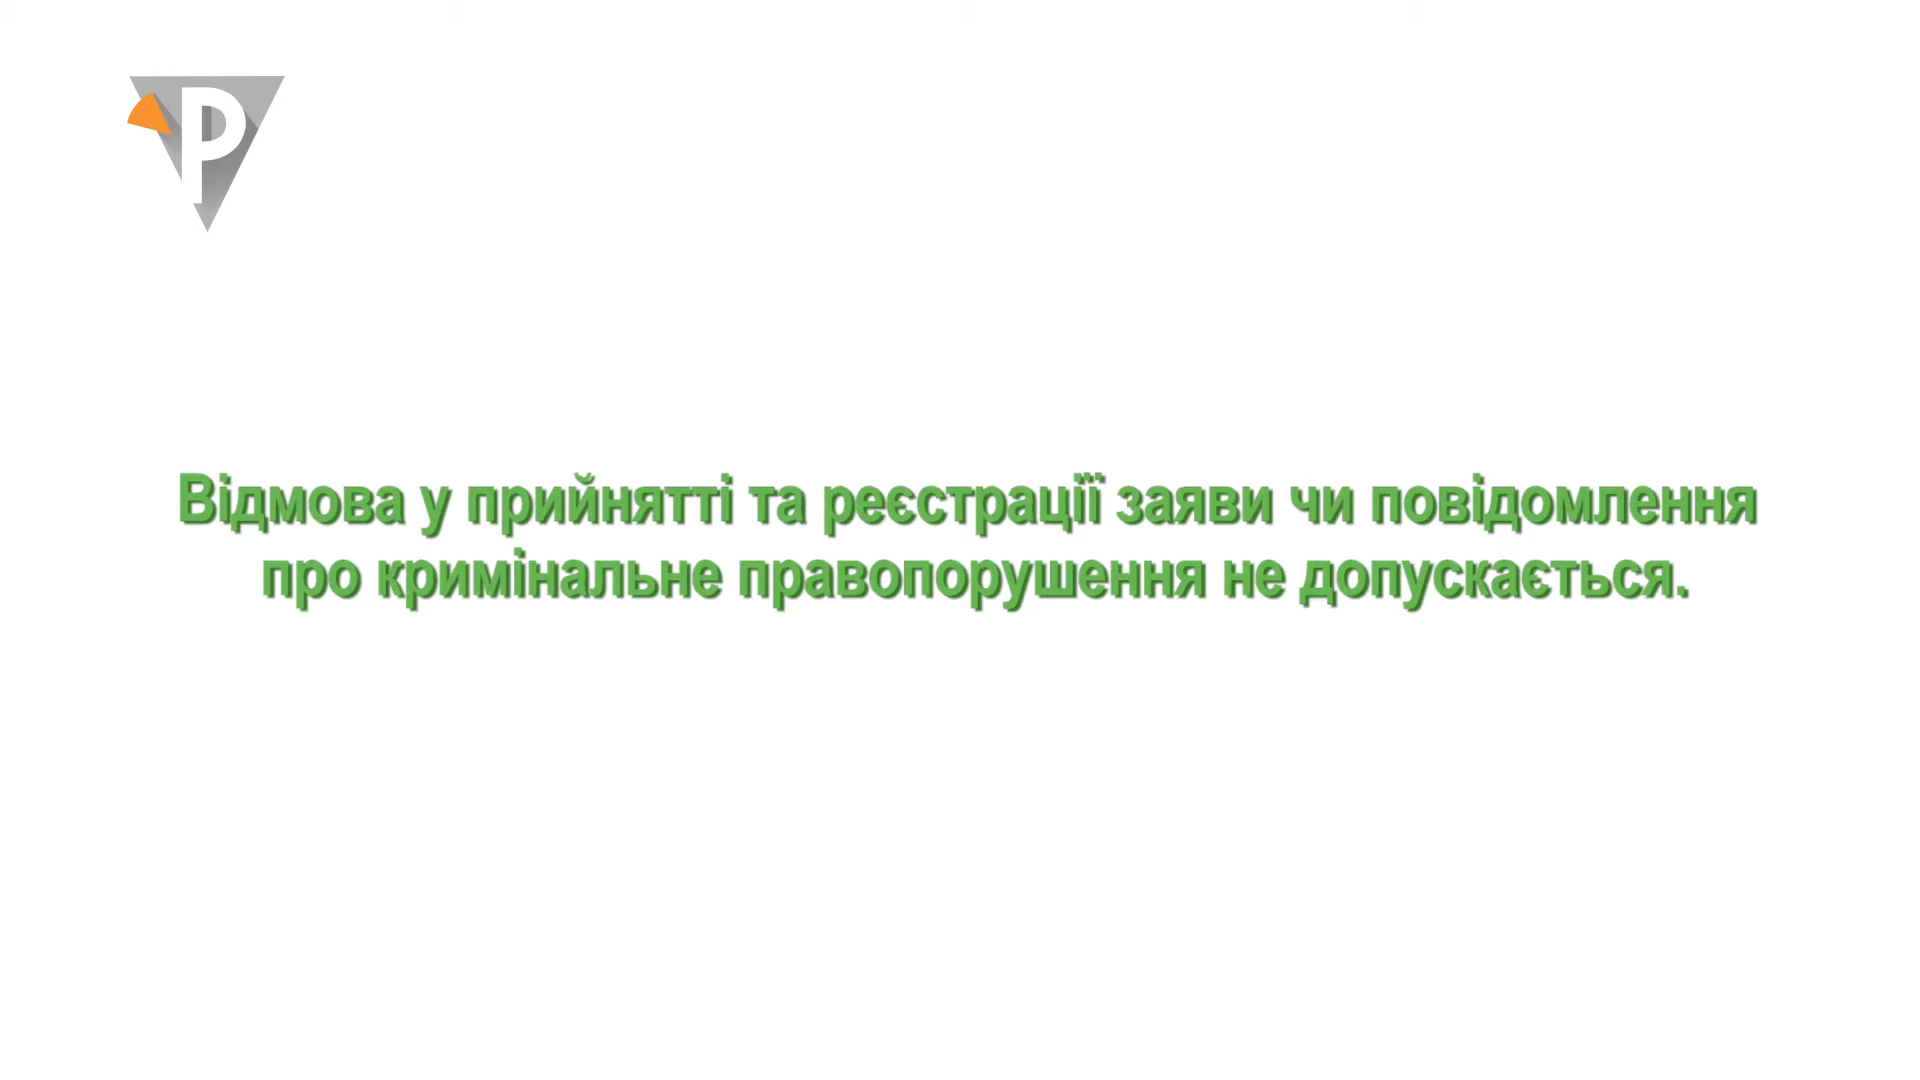 P
Відмова у прийнятті та реєстрації заяви чи повідомлення
про кримінальне правопорушення не допускається.